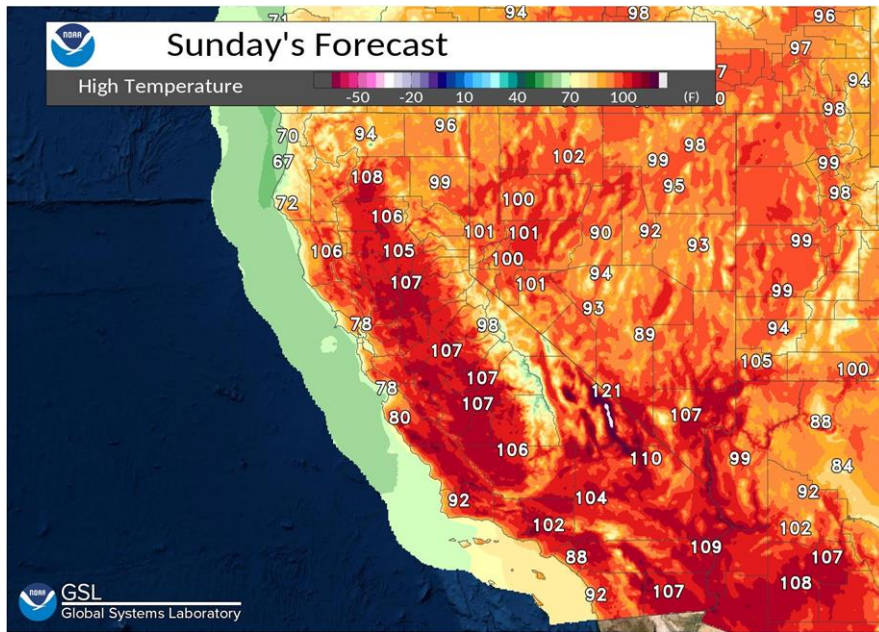 71 94 98 96
NOAA Sunday's Forecast 97
High Temperature -50 -20 10 40 70 100 (F)
94
98
70 94 96
67 102 99 98 99
108 99 95 98
72 106 100
106 105 101 101 90 92 93 99
100
107 101 94 99
93
78 98 89 94
107 105 100
78 107 121
80 107 107 88
106 110 99 84
92 104 92
102 102
88 109 107
92 107 108
NOAA GSL
Global Systems Laboratory